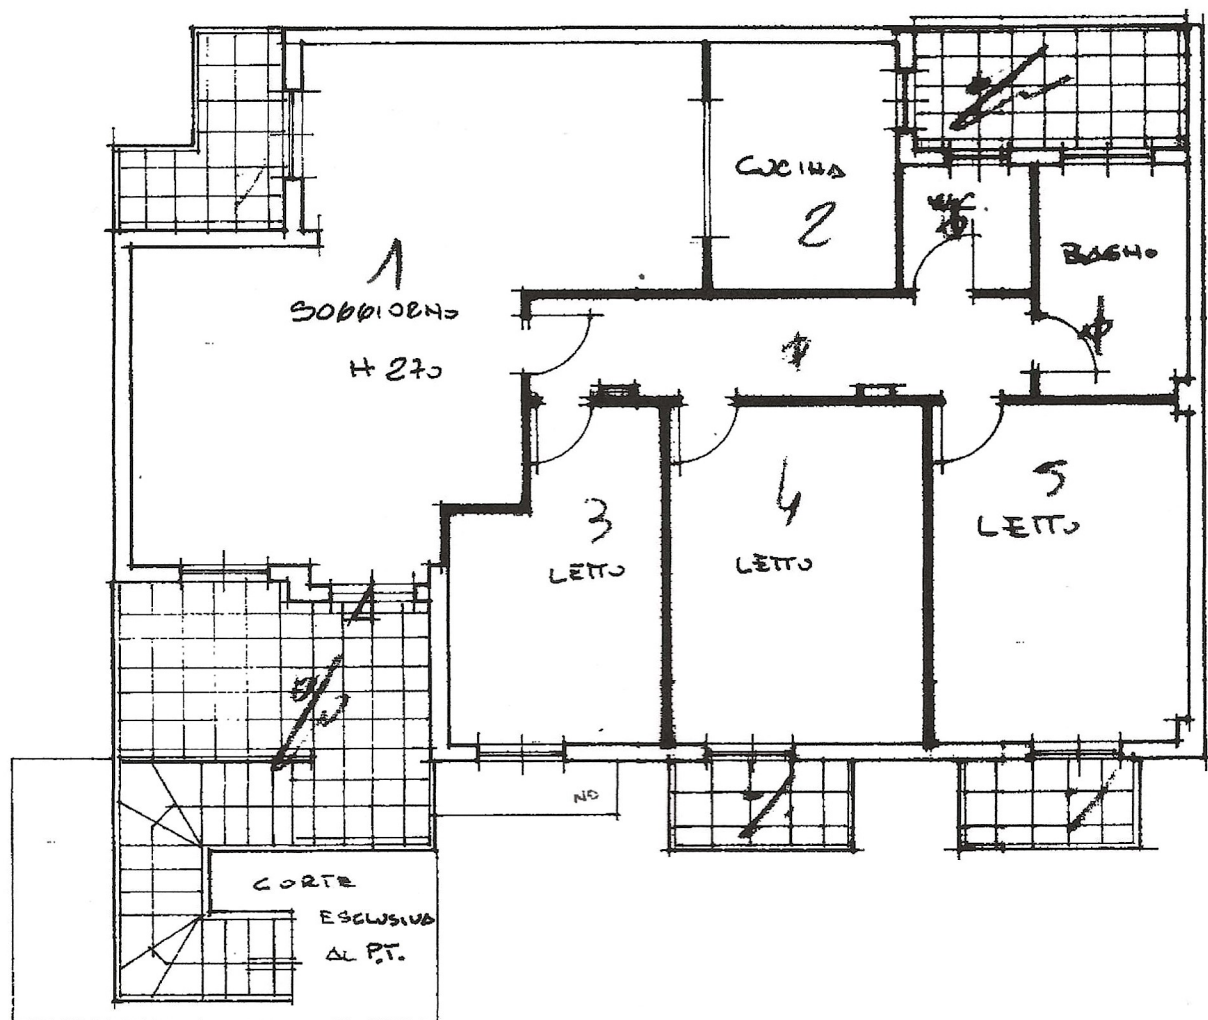 CUCINA
2
WC
BAGNO
1
SOGGIORNO
H 270
3
LETTO
4
LETTO
5
LETTO
NO
CORTE
ESCLUSIVA
AL P.T.